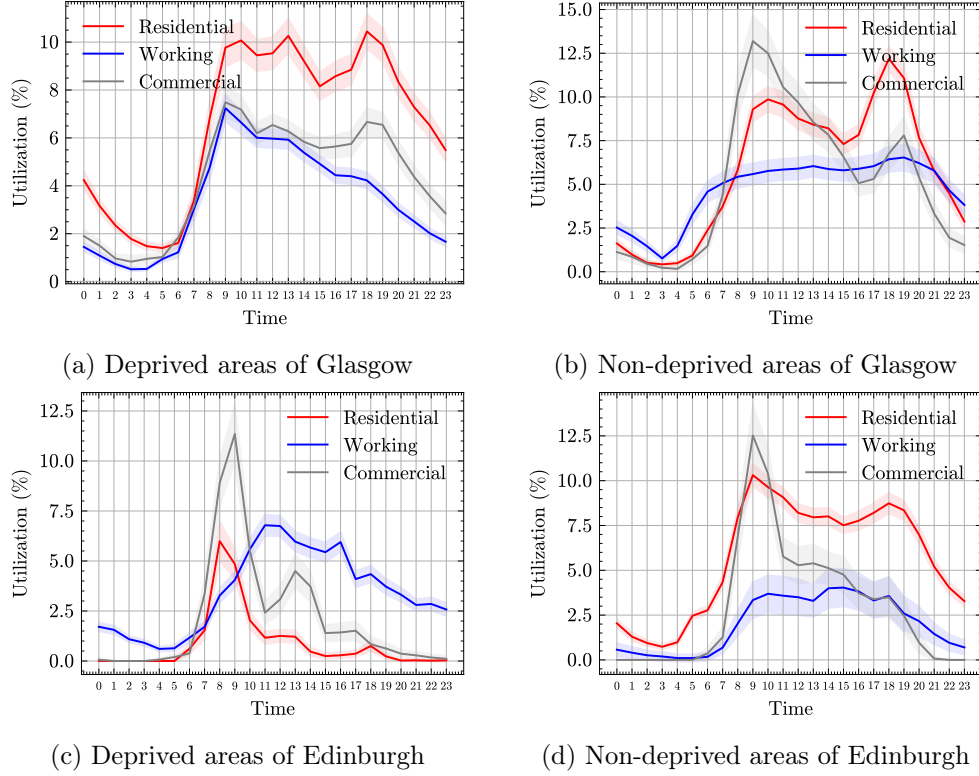 Residential
Working
Commercial
Utilization (%)
10
8
6
4
2
0
0 1 2 3 4 5 6 7 8 9 10 11 12 13 14 15 16 17 18 19 20 21 22 23
Time
(a) Deprived areas of Glasgow
Residential
Working
Commercial
Utilization (%)
15.0
12.5
10.0
7.5
5.0
2.5
0.0
0 1 2 3 4 5 6 7 8 9 10 11 12 13 14 15 16 17 18 19 20 21 22 23
Time
(b) Non-deprived areas of Glasgow
Residential
Working
Commercial
Utilization (%)
12.5
10.0
7.5
5.0
2.5
0.0
0 1 2 3 4 5 6 7 8 9 10 11 12 13 14 15 16 17 18 19 20 21 22 23
Time
(c) Deprived areas of Edinburgh
Residential
Working
Commercial
Utilization (%)
12.5
10.0
7.5
5.0
2.5
0.0
0 1 2 3 4 5 6 7 8 9 10 11 12 13 14 15 16 17 18 19 20 21 22 23
Time
(d) Non-deprived areas of Edinburgh